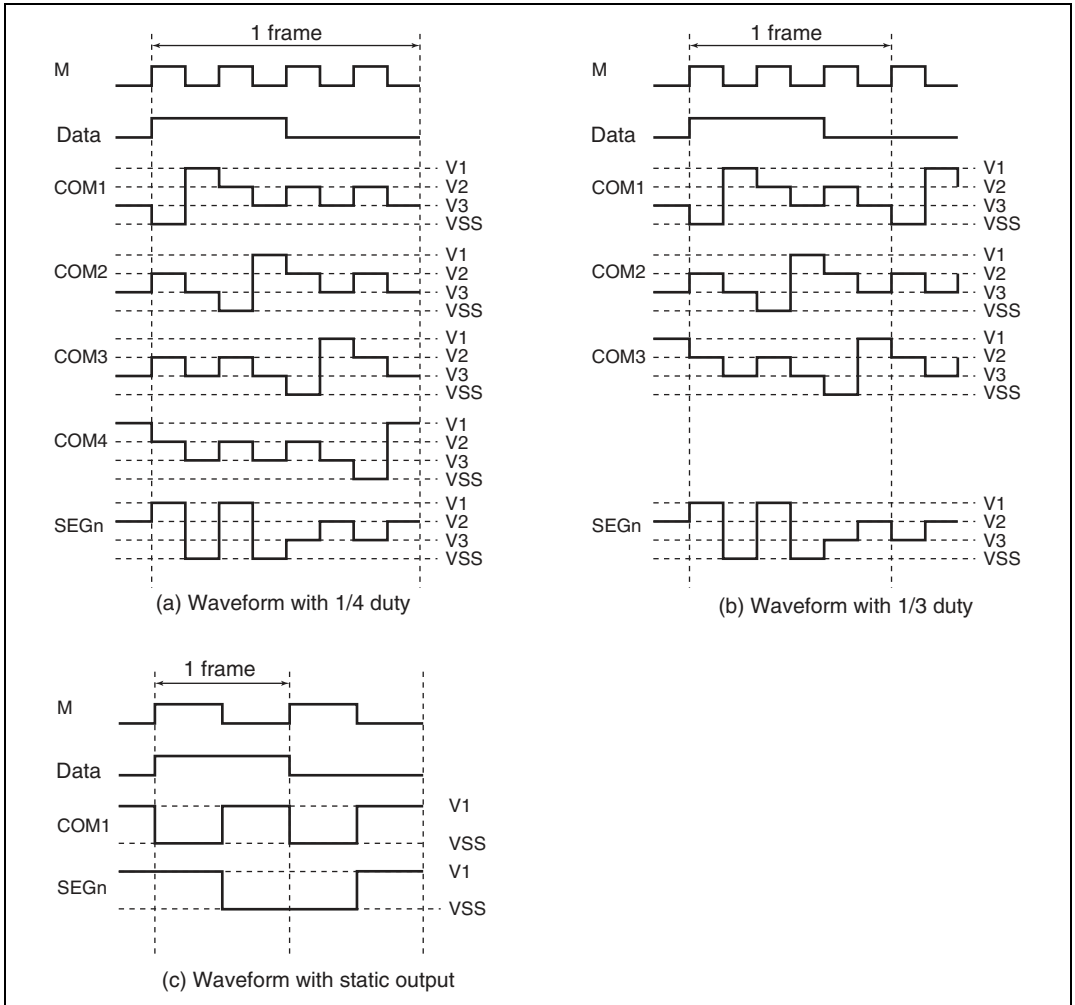 1 frame
M
Data
COM1
V1
V2
V3
VSS
COM2
V1
V2
V3
VSS
COM3
V1
V2
V3
VSS
COM4
V1
V2
V3
VSS
SEGn
V1
V2
V3
VSS
(a) Waveform with 1/4 duty
1 frame
M
Data
COM1
V1
V2
V3
VSS
COM2
V1
V2
V3
VSS
COM3
V1
V2
V3
VSS
SEGn
V1
V2
V3
VSS
(b) Waveform with 1/3 duty
1 frame
M
Data
COM1
V1
VSS
SEGn
V1
VSS
(c) Waveform with static output